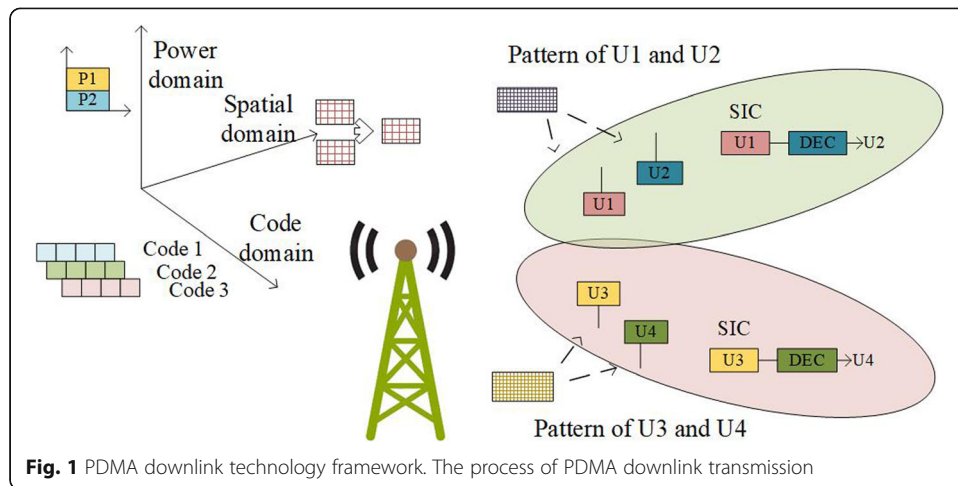 Power
domain
P1
P2
Spatial
domain
Code
domain
Code 1
Code 2
Code 3
Pattern of U1 and U2
SIC
U1
DEC
U2
U2
U1
U3
U4
SIC
U3
DEC
U4
Pattern of U3 and U4
Fig. 1 PDMA downlink technology framework. The process of PDMA downlink transmission